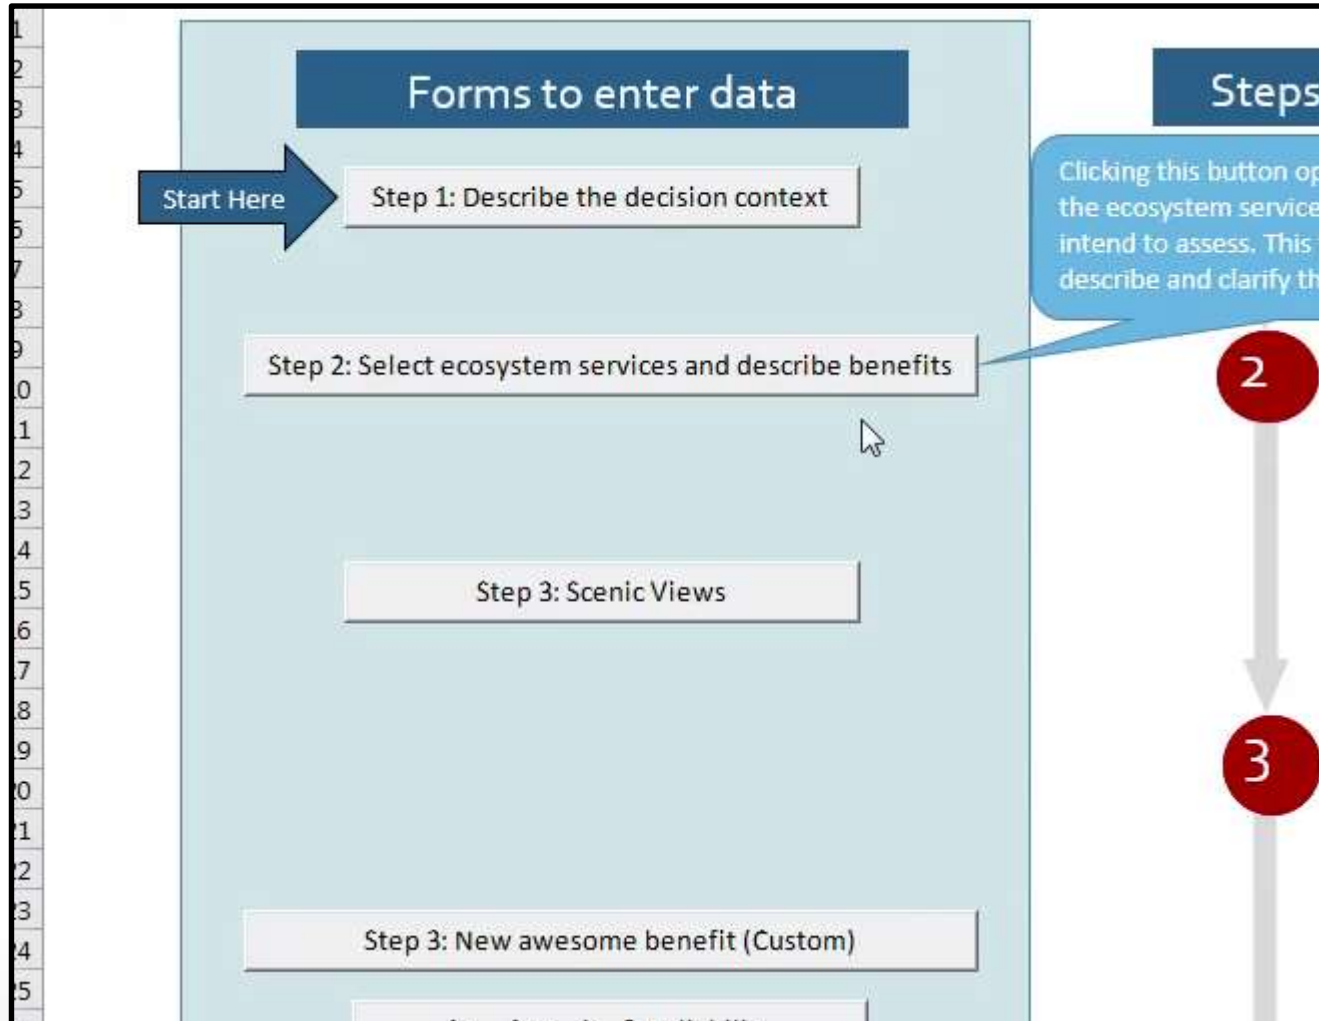 Forms to enter data
Steps
Start Here
Step 1: Describe the decision context
Clicking this button op
the ecosystem service
intend to assess. This
describe and clarify th
Step 2: Select ecosystem services and describe benefits
2
Step 3: Scenic Views
3
Step 3: New awesome benefit (Custom)